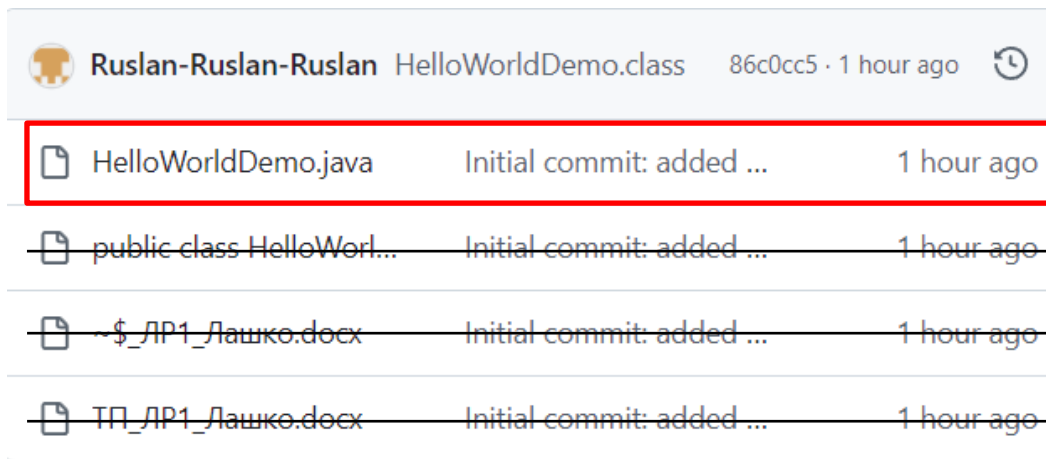 Ruslan-Ruslan-Ruslan HelloWorldDemo.class 86c0cc5 · 1 hour ago
HelloWorldDemo.java Initial commit: added ... 1 hour ago
public class HelloWorl... Initial commit: added ... 1 hour ago
~$_ЛР1_Лашко.docx Initial commit: added ... 1 hour ago
ТП_ЛР1_Лашко.docx Initial commit: added ... 1 hour ago